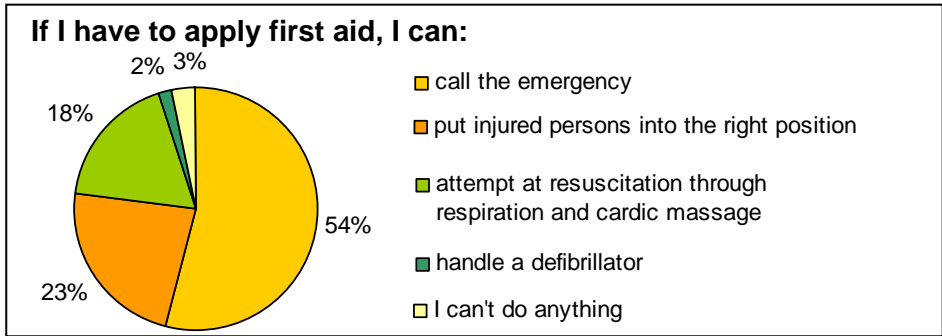 If I have to apply first aid, I can:
2%
3%
18%
54%
23%
call the emergency
put injured persons into the right position
attempt at resuscitation through
respiration and cardic massage
handle a defibrillator
I can't do anything